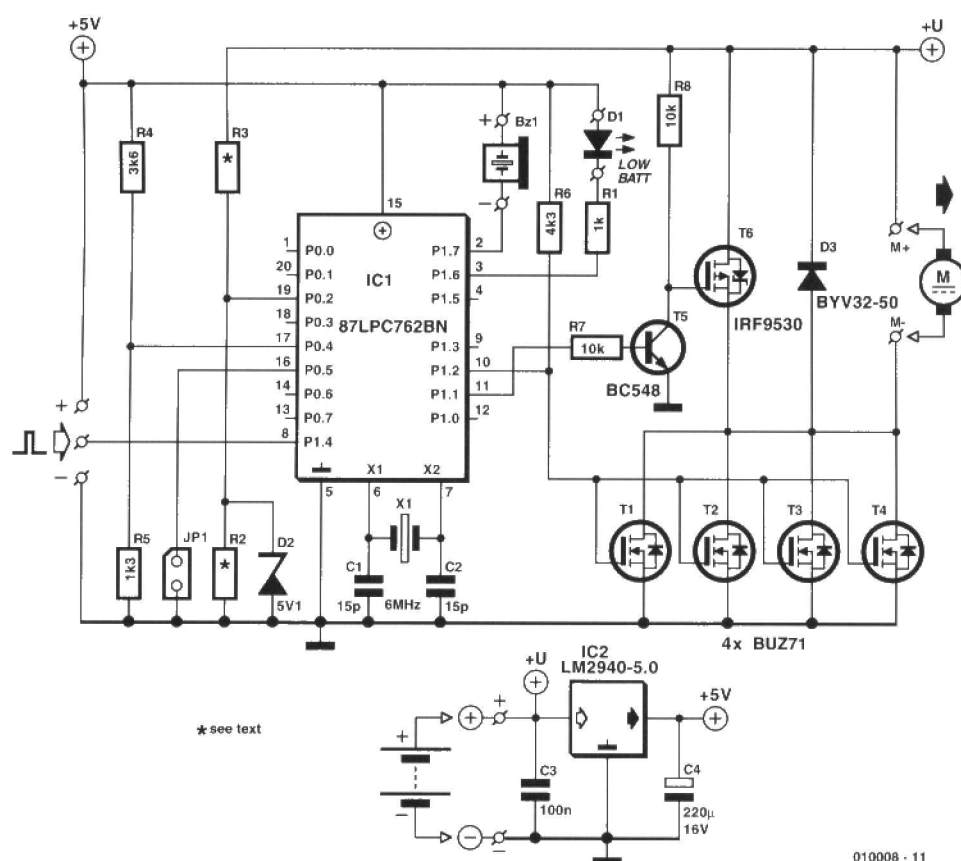 +5V
+U
R4
3k6
R3
*
+
Bz1
−
R6
4k3
D1
LOW
BATT
R1
1k
R8
10k
T6
IRF9530
D3
BYV32-50
M+
M
M-
15
IC1
87LPC762BN
1
P0.0
20
P0.1
19
P0.2
18
P0.3
17
P0.4
16
P0.5
14
P0.6
13
P0.7
8
P1.4
P1.7
2
P1.6
3
P1.5
4
P1.3
9
P1.2
10
P1.1
11
P1.0
12
X1
X2
5
6
7
R7
10k
T5
BC548
+
−
R5
1k3
JP1
R2
*
D2
5V1
X1
C1
15p
6MHz
C2
15p
T1
T2
T3
T4
4x BUZ71
* see text
+U
IC2
LM2940-5.0
+5V
+
+
−
−
C3
100n
C4
220µ
16V
010008 - 11